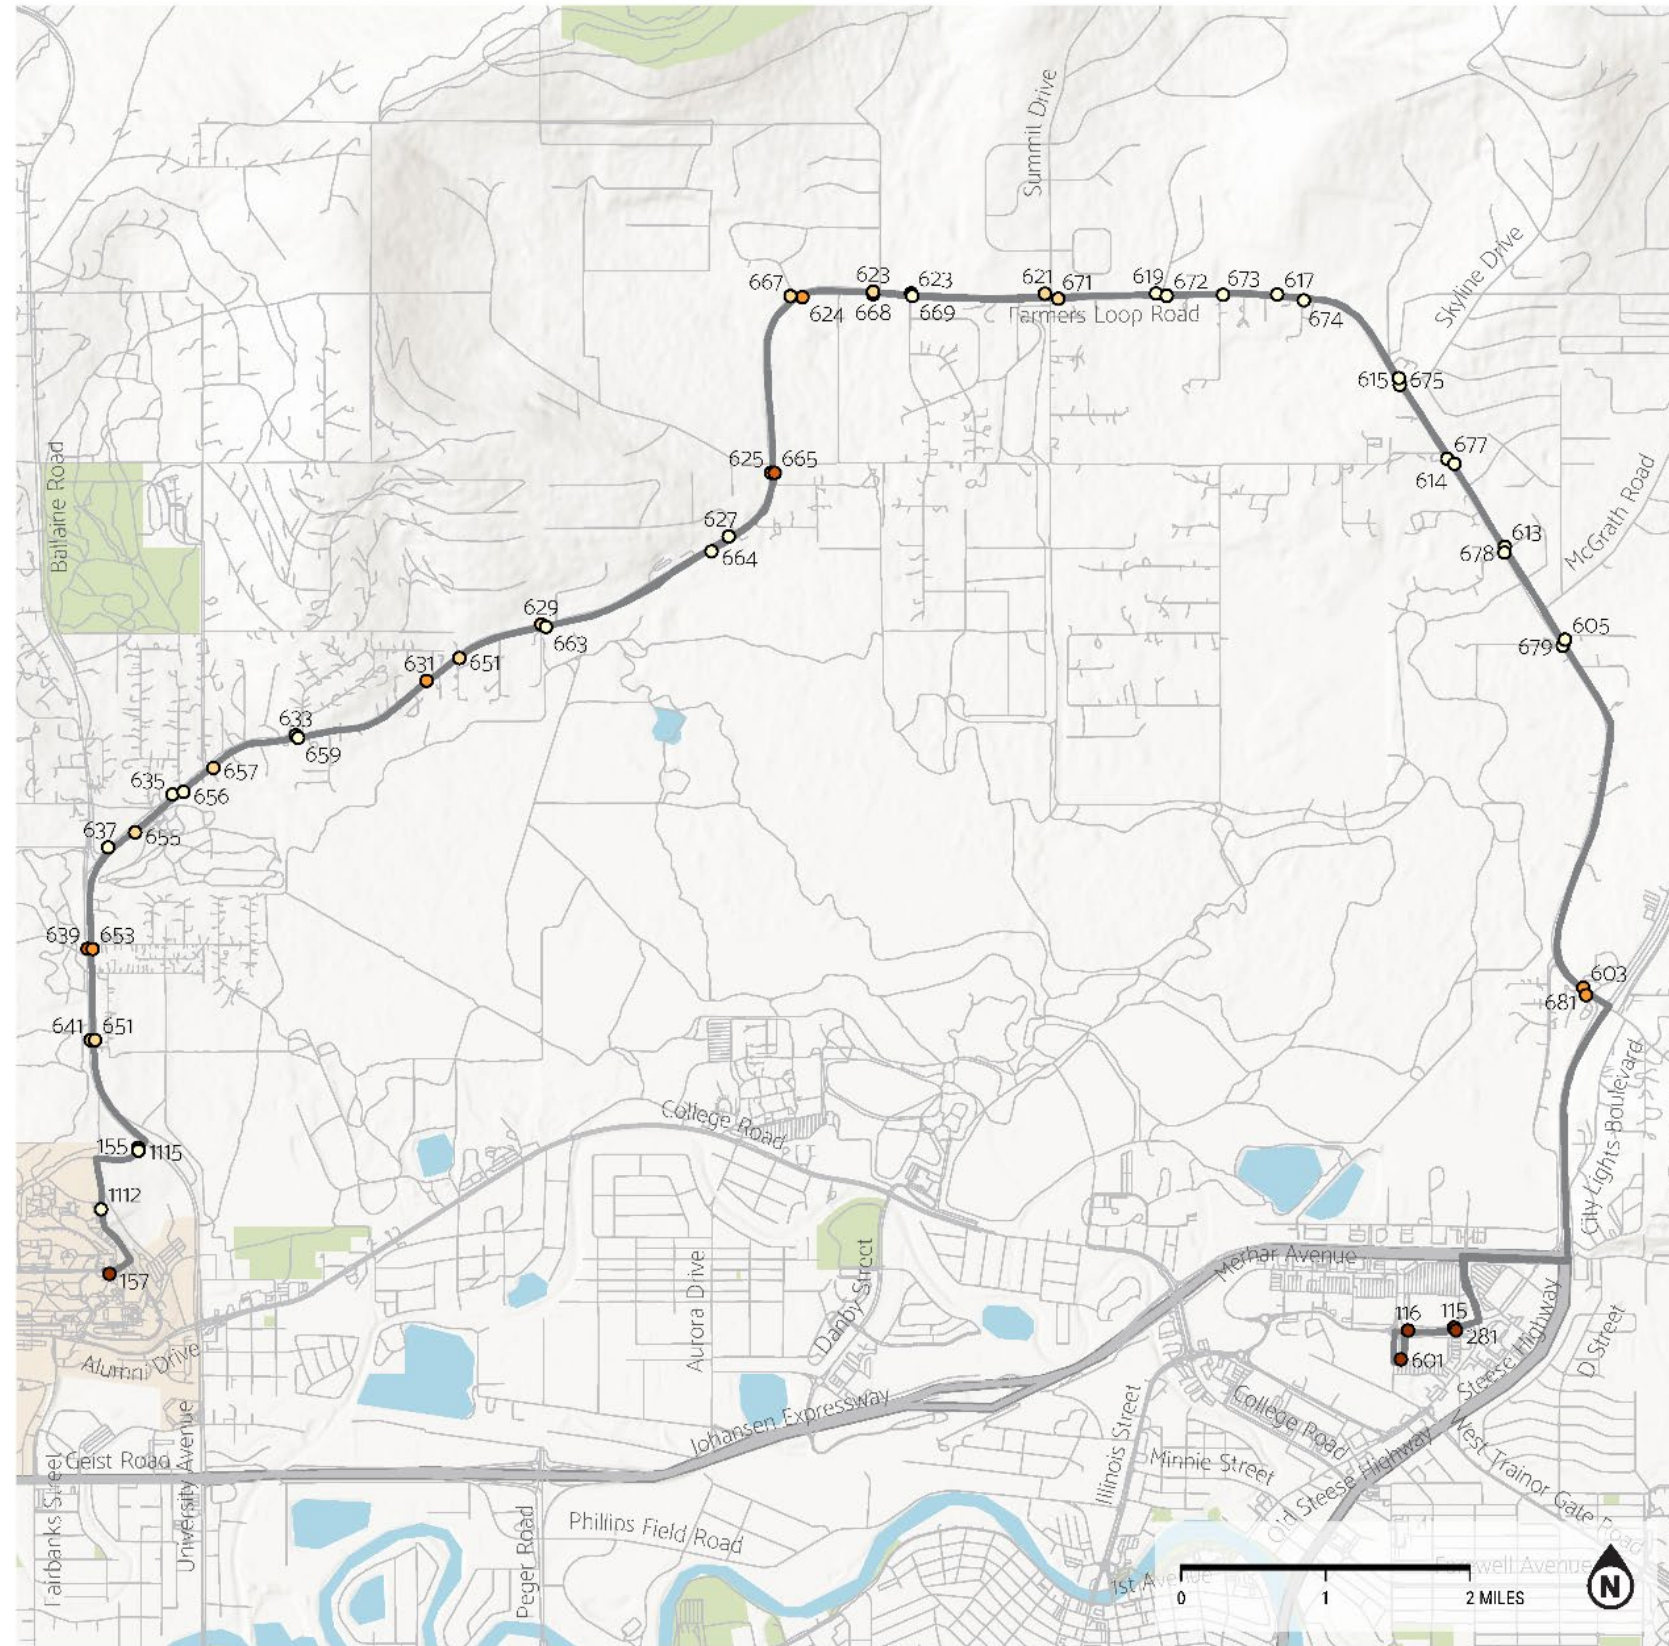 Summit Drive
Skyline Drive
667
624
623
668
623
669
621
671
619
672
673
617
674
Farmers Loop Road
615
675
677
614
Ballaine Road
625
665
McGrath Road
627
664
613
678
629
663
605
679
631
651
633
659
657
635
656
637
655
639
653
603
681
641
651
City Lights Boulevard
College Road
155
1115
1112
157
Merhar Avenue
Aurora Drive
Danby Street
116
115
281
601
Steese Highway
D Street
Alumni Drive
Johansen Expressway
Illinois Street
College Road
West Trainor Gate Road
Geist Road
Fairbanks Street
University Avenue
Minnie Street
Old Steese Highway
Peger Road
Phillips Field Road
1st Avenue
Farewell Avenue
0
1
2 MILES
N